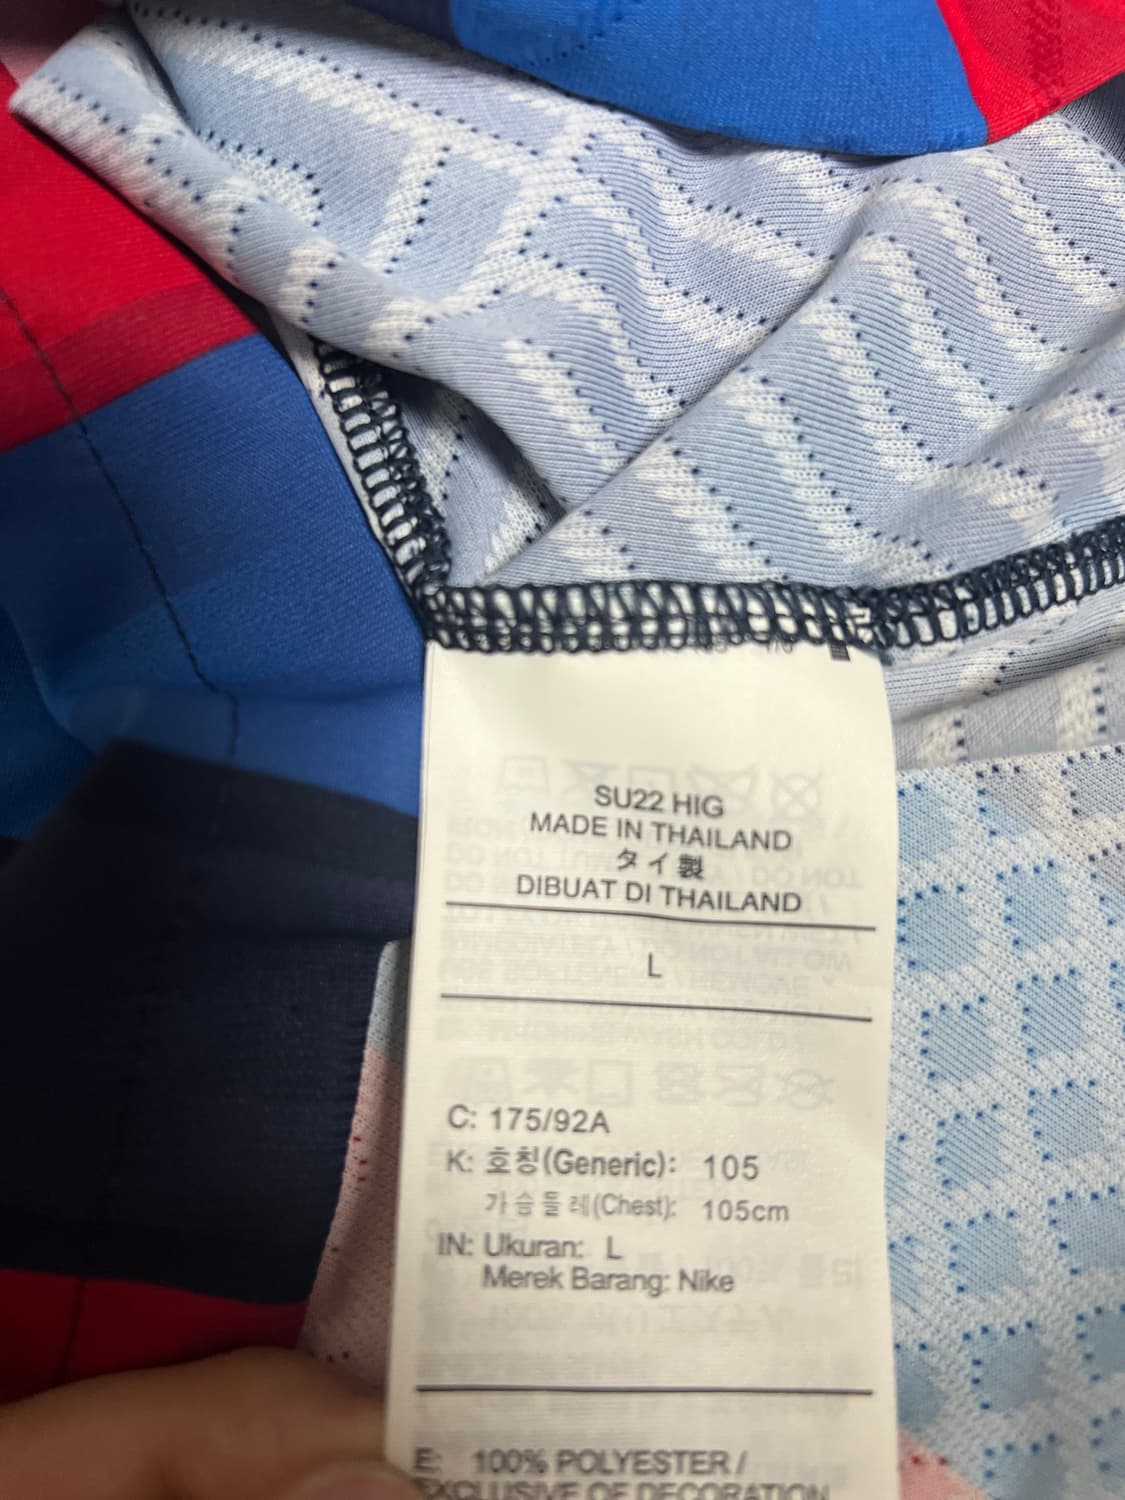 SU22 HIG
MADE IN THAILAND
タイ製
DIBUAT DI THAILAND
L
C: 175/92A
K: 호칭(Generic): 105
가슴둘레(Chest): 105cm
IN: Ukuran: L
Merek Barang: Nike
E: 100% POLYESTER /
EXCLUSIVE OF DECORATION